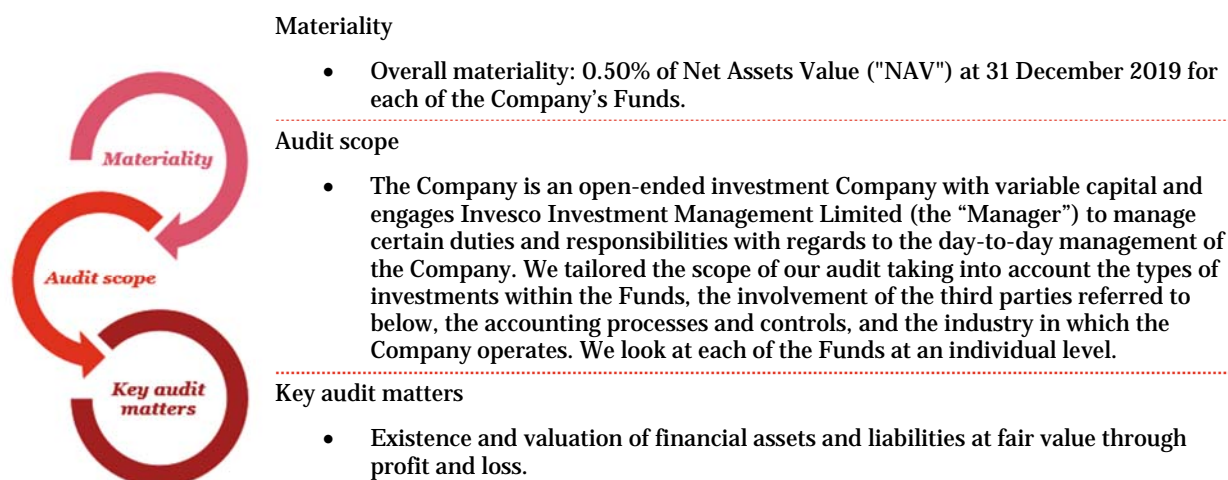 Materiality
• Overall materiality: 0.50% of Net Assets Value ("NAV") at 31 December 2019 for
each of the Company’s Funds.
Audit scope
• The Company is an open-ended investment Company with variable capital and
engages Invesco Investment Management Limited (the “Manager”) to manage
certain duties and responsibilities with regards to the day-to-day management of
the Company. We tailored the scope of our audit taking into account the types of
investments within the Funds, the involvement of the third parties referred to
below, the accounting processes and controls, and the industry in which the
Company operates. We look at each of the Funds at an individual level.
Key audit matters
• Existence and valuation of financial assets and liabilities at fair value through
profit and loss.
Materiality
Audit scope
Key audit
matters